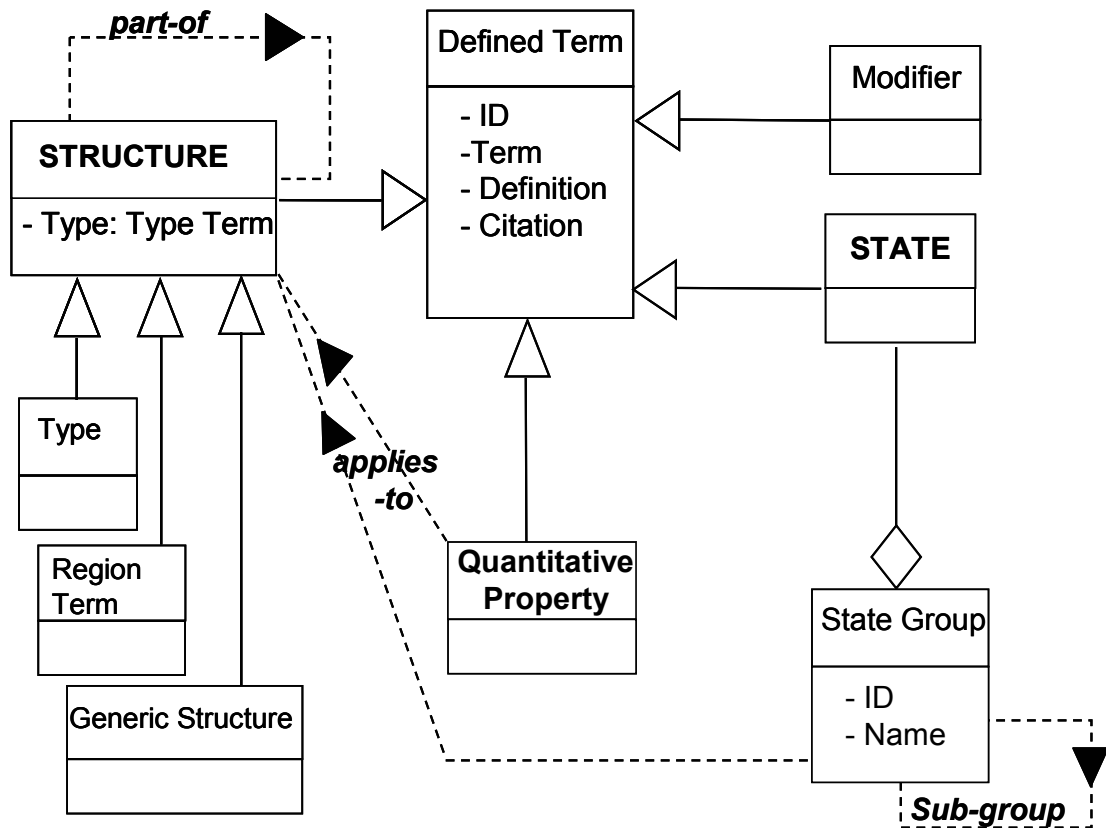 part-of
STRUCTURE
- Type: Type Term
Defined Term
- ID
-Term
- Definition
- Citation
Modifier
STATE
Type
Region
Term
Generic Structure
applies
-to
Quantitative
Property
State Group
- ID
- Name
Sub-group